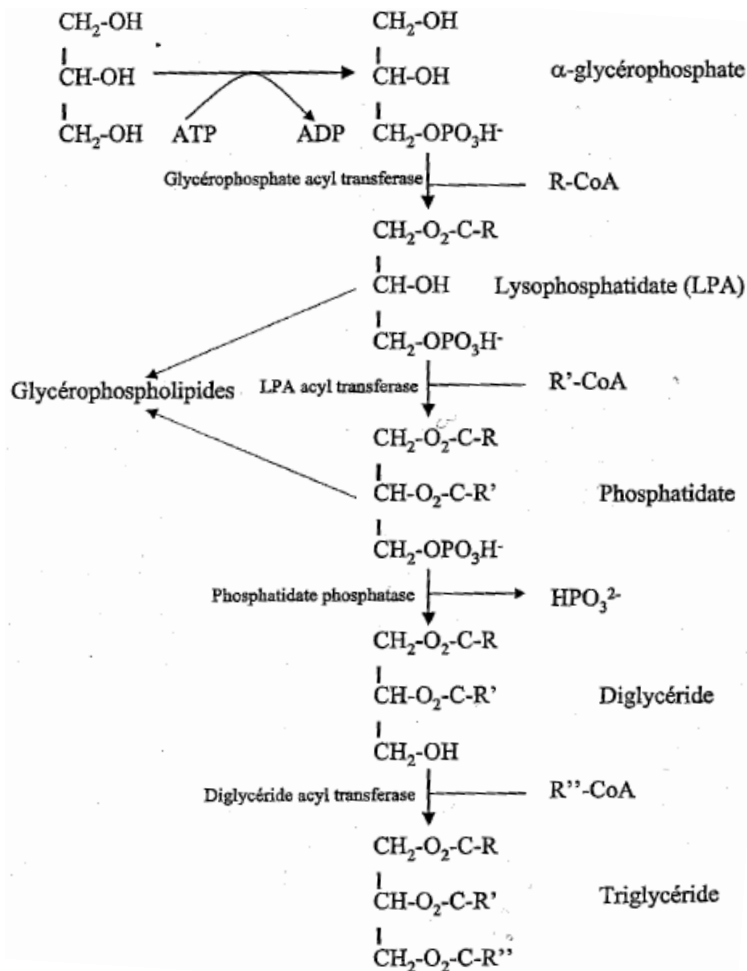 CH₂-OH CH₂-OH
CH-OH CH-OH α-glycérophosphate
CH₂-OH ATP ADP CH₂-OPO₃H⁻
Glycérophosphate acyl transferase R-CoA
CH₂-O₂-C-R
CH-OH Lysophosphatidate (LPA)
CH₂-OPO₃H⁻
Glycérophospholipides LPA acyl transferase R’-CoA
CH₂-O₂-C-R
CH-O₂-C-R’ Phosphatidate
CH₂-OPO₃H⁻
Phosphatidate phosphatase HPO₃²⁻
CH₂-O₂-C-R
CH-O₂-C-R’ Diglycéride
CH₂-OH
Diglycéride acyl transferase R’’-CoA
CH₂-O₂-C-R
CH-O₂-C-R’ Triglycéride
CH₂-O₂-C-R’’